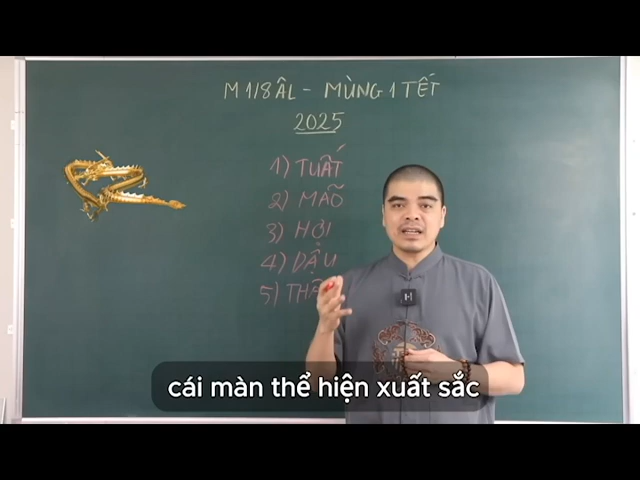 M 1/8 ÂL - MÙNG 1 TẾT
2025
1) TUẤT
2) MÃO
3) HỢI
4) DẬU
5)
cái màn thể hiện xuất sắc